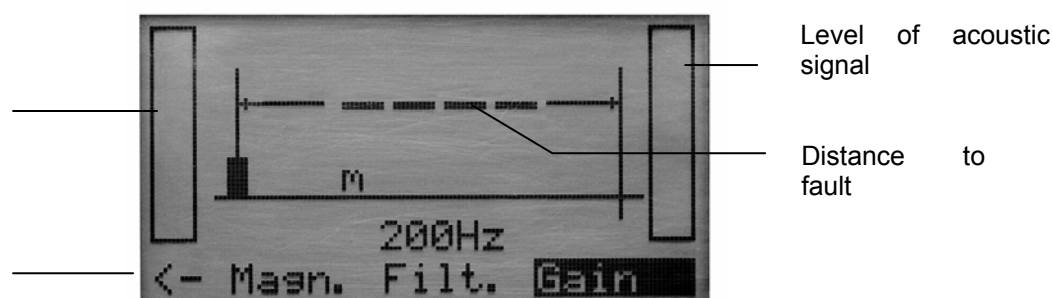 Level of acoustic
signal
Distance to
fault
M
200Hz
<- Magn. Filt. Gain